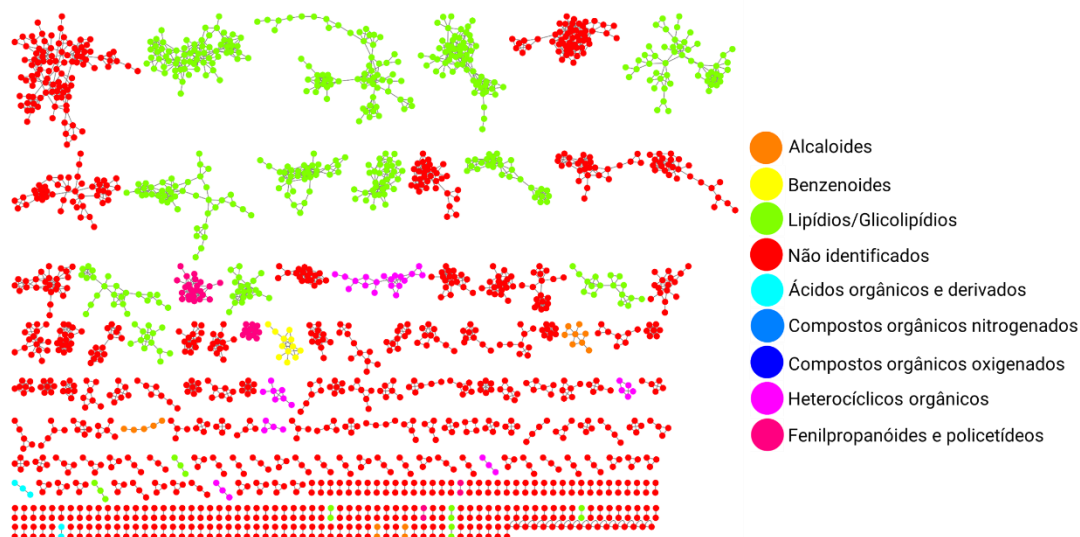 Alcaloides
Benzenoides
Lipídios/Glicolipídios
Não identificados
Ácidos orgânicos e derivados
Compostos orgânicos nitrogenados
Compostos orgânicos oxigenados
Heterocíclicos orgânicos
Fenilpropanóides e policetídeos